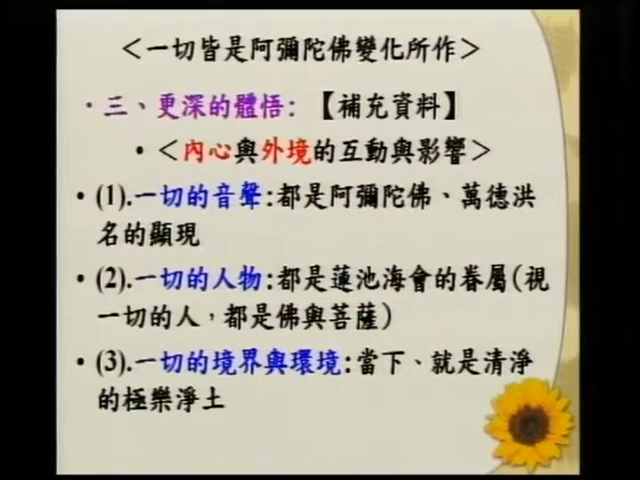 ＜一切皆是阿彌陀佛變化所作＞
・三、更深的體悟：【補充資料】
•＜內心與外境的互動與影響＞
• (1).一切的音聲:都是阿彌陀佛、萬德洪
名的顯現
• (2).一切的人物:都是蓮池海會的眷屬(視
一切的人，都是佛與菩薩)
• (3).一切的境界與環境:當下、就是清淨
的極樂淨土